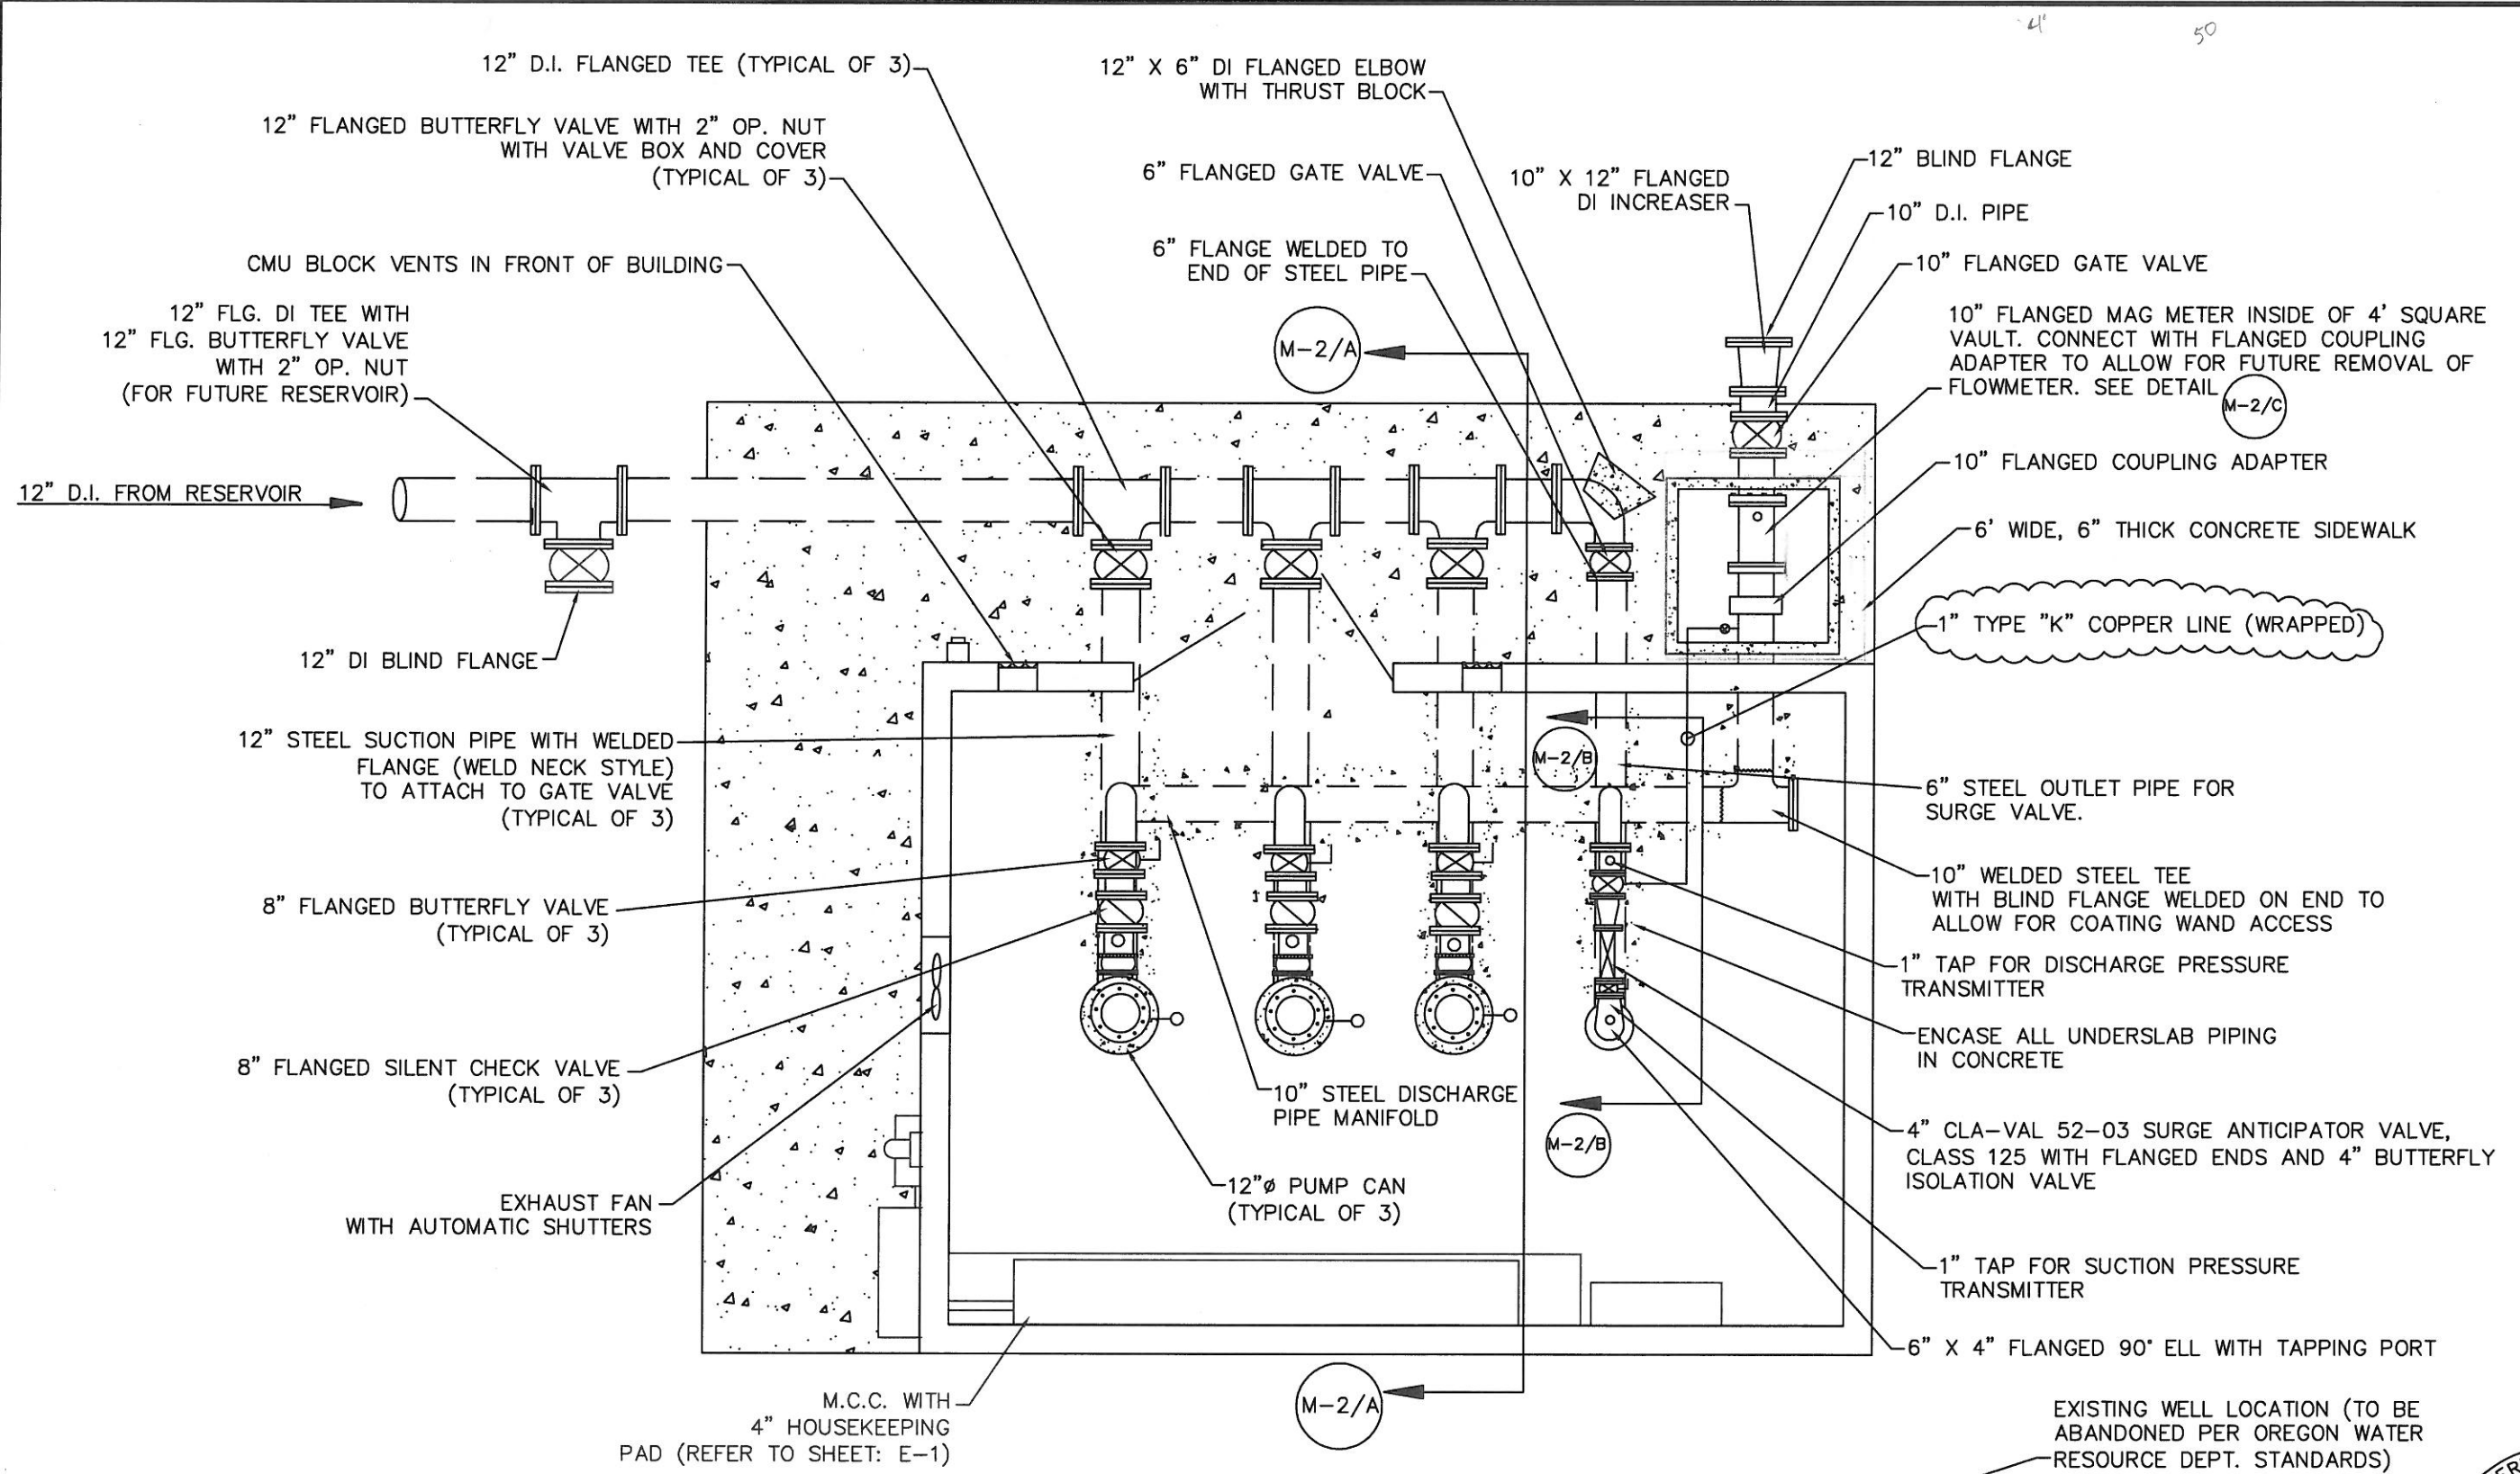 4'
50
12" D.I. FLANGED TEE (TYPICAL OF 3)
12" X 6" DI FLANGED ELBOW
WITH THRUST BLOCK
12" FLANGED BUTTERFLY VALVE WITH 2" OP. NUT
WITH VALVE BOX AND COVER
(TYPICAL OF 3)
6" FLANGED GATE VALVE
10" X 12" FLANGED
DI INCREASER
12" BLIND FLANGE
10" D.I. PIPE
6" FLANGE WELDED TO
END OF STEEL PIPE
CMU BLOCK VENTS IN FRONT OF BUILDING
10" FLANGED GATE VALVE
12" FLG. DI TEE WITH
12" FLG. BUTTERFLY VALVE
WITH 2" OP. NUT
(FOR FUTURE RESERVOIR)
M-2/A
10" FLANGED MAG METER INSIDE OF 4' SQUARE
VAULT. CONNECT WITH FLANGED COUPLING
ADAPTER TO ALLOW FOR FUTURE REMOVAL OF
FLOWMETER. SEE DETAIL
M-2/C
10" FLANGED COUPLING ADAPTER
12" D.I. FROM RESERVOIR
6' WIDE, 6" THICK CONCRETE SIDEWALK
1" TYPE "K" COPPER LINE (WRAPPED)
12" DI BLIND FLANGE
12" STEEL SUCTION PIPE WITH WELDED
FLANGE (WELD NECK STYLE)
TO ATTACH TO GATE VALVE
(TYPICAL OF 3)
M-2/B
6" STEEL OUTLET PIPE FOR
SURGE VALVE.
8" FLANGED BUTTERFLY VALVE
(TYPICAL OF 3)
10" WELDED STEEL TEE
WITH BLIND FLANGE WELDED ON END TO
ALLOW FOR COATING WAND ACCESS
1" TAP FOR DISCHARGE PRESSURE
TRANSMITTER
ENCASE ALL UNDERSLAB PIPING
IN CONCRETE
8" FLANGED SILENT CHECK VALVE
(TYPICAL OF 3)
10" STEEL DISCHARGE
PIPE MANIFOLD
M-2/B
4" CLA-VAL 52-03 SURGE ANTICIPATOR VALVE,
CLASS 125 WITH FLANGED ENDS AND 4" BUTTERFLY
ISOLATION VALVE
EXHAUST FAN
WITH AUTOMATIC SHUTTERS
12"ø PUMP CAN
(TYPICAL OF 3)
1" TAP FOR SUCTION PRESSURE
TRANSMITTER
6" X 4" FLANGED 90° ELL WITH TAPPING PORT
M.C.C. WITH
4" HOUSEKEEPING
PAD (REFER TO SHEET: E-1)
M-2/A
EXISTING WELL LOCATION (TO BE
ABANDONED PER OREGON WATER
RESOURCE DEPT. STANDARDS)